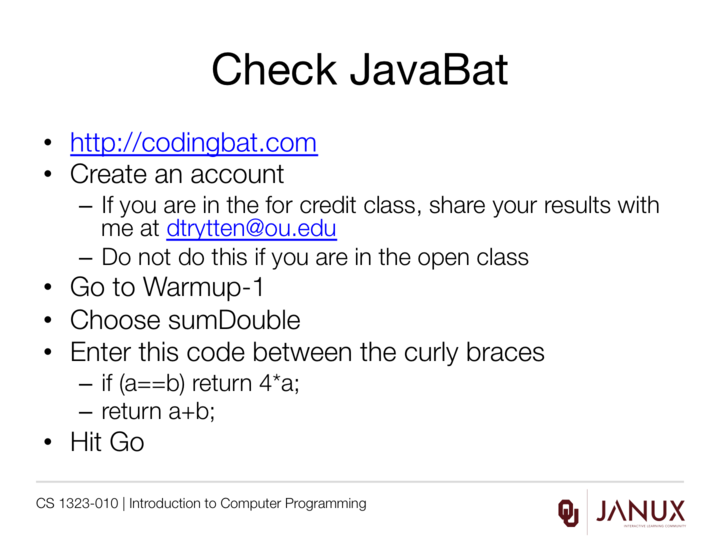 Check JavaBat
• http://codingbat.com
• Create an account
– If you are in the for credit class, share your results with
me at dtrytten@ou.edu
– Do not do this if you are in the open class
• Go to Warmup-1
• Choose sumDouble
• Enter this code between the curly braces
– if (a==b) return 4*a;
– return a+b;
• Hit Go
CS 1323-010 | Introduction to Computer Programming
OU
JANUX
INTERACTIVE LEARNING COMMUNITY